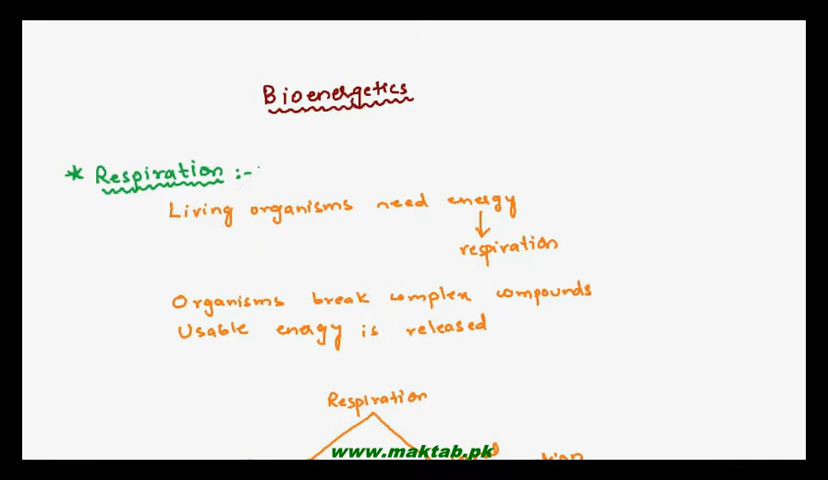 Bioenergetics
* Respiration :-
Living organisms need energy
↓
respiration
Organisms break complex compounds
Usable energy is released
Respiration
www.maktab.pk